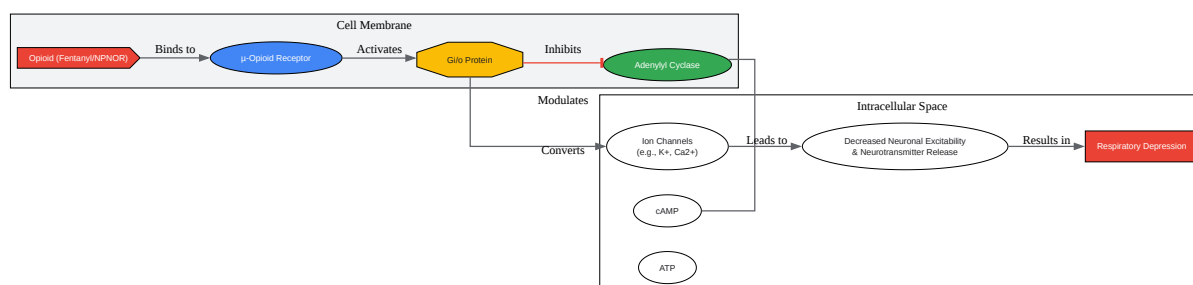 Cell Membrane
Opioid (Fentanyl/NPNOR)
Binds to
µ-Opioid Receptor
Activates
Gi/o Protein
Inhibits
Adenylyl Cyclase
Modulates
Intracellular Space
Converts
Ion Channels
(e.g., K+, Ca2+)
Leads to
Decreased Neuronal Excitability
& Neurotransmitter Release
Results in
Respiratory Depression
cAMP
ATP